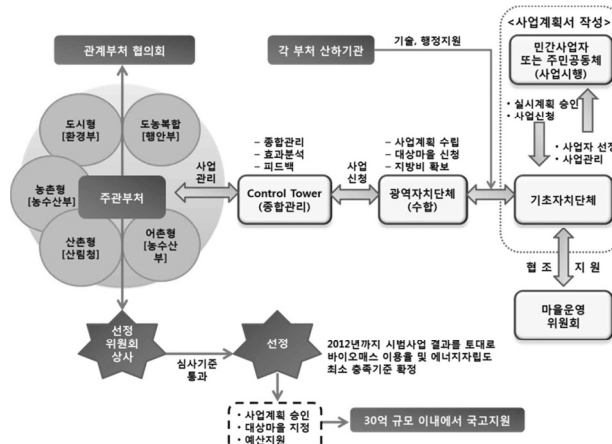 <사업계획서 작성>
관계부처 협의회
각 부처 산하기관
기술, 행정지원
민간사업자
또는 주민공동체
(사업시행)
• 실시계획 승인
• 사업신청
• 사업자 선정
• 사업관리
도시형
[환경부]
도농복합
[행안부]
농촌형
[농수산부]
주관부처
산촌형
[산림청]
어촌형
[농수산
부]
사업
관리
– 종합관리
– 효과분석
– 피드백
Control Tower
(종합관리)
사업
신청
– 사업계획 수립
– 대상마을 신청
– 지방비 확보
광역자치단체
(수합)
기초자치단체
협 조
지 원
마을운영
위원회
선정
위원회
상사
심사기준
통과
선정
2012년까지 시범사업 결과를 토대로
바이오매스 이용율 및 에너지자립도
최소 충족기준 확정
• 사업계획 승인
• 대상마을 지정
• 예산지원
30억 규모 이내에서 국고지원